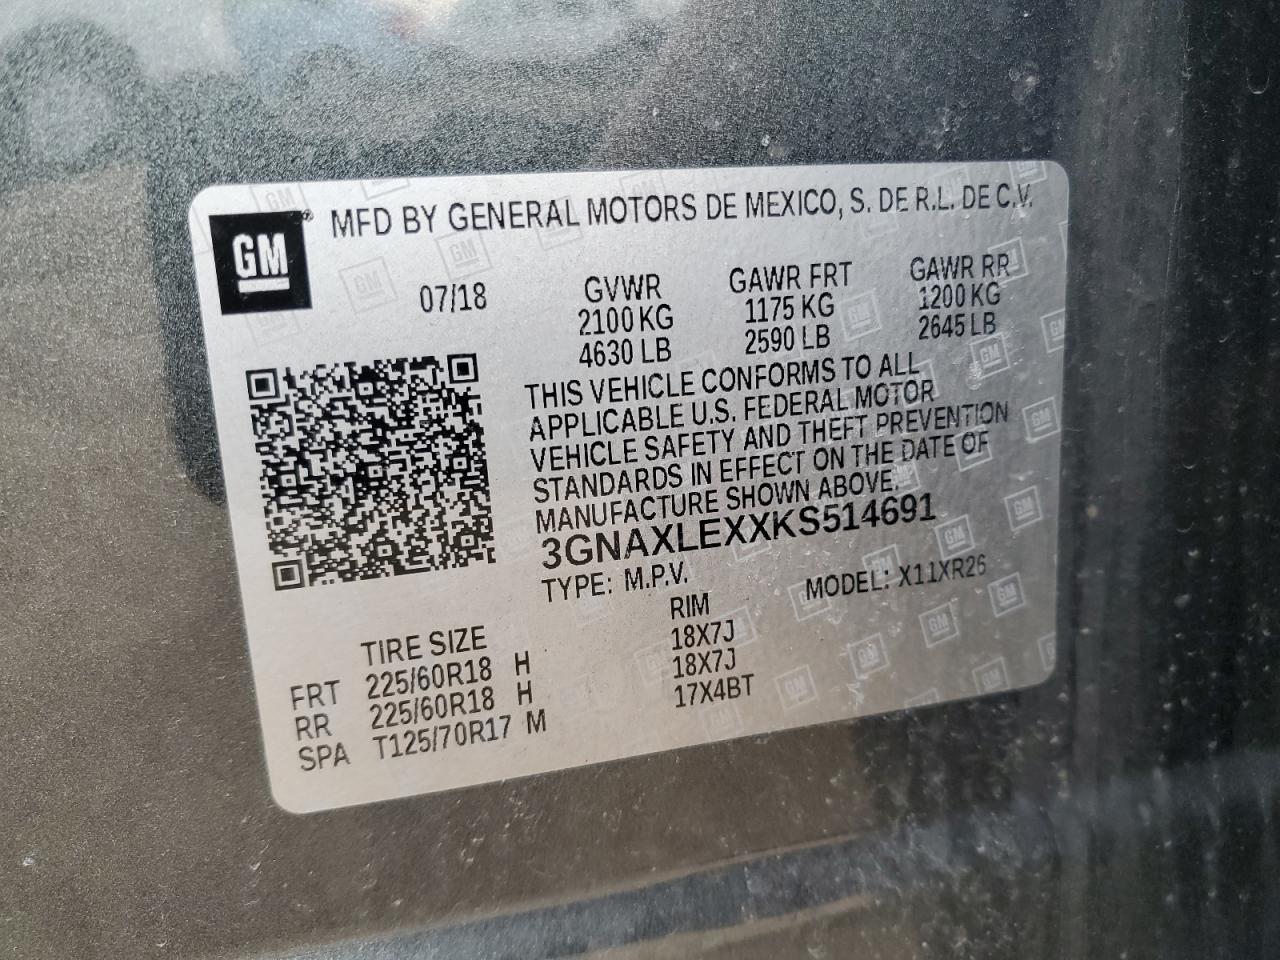 GM® MFD BY GENERAL MOTORS DE MEXICO, S. DE R.L. DE C.V.
07/18 GVWR GAWR FRT GAWR RR
2100 KG 1175 KG 1200 KG
4630 LB 2590 LB 2645 LB
THIS VEHICLE CONFORMS TO ALL
APPLICABLE U.S. FEDERAL MOTOR
VEHICLE SAFETY AND THEFT PREVENTION
STANDARDS IN EFFECT ON THE DATE OF
MANUFACTURE SHOWN ABOVE.
3GNAXLEXXKS514691
TYPE: M.P.V. MODEL: X11XR26
TIRE SIZE RIM
FRT 225/60R18 H 18X7J
RR 225/60R18 H 18X7J
SPA T125/70R17 M 17X4BT